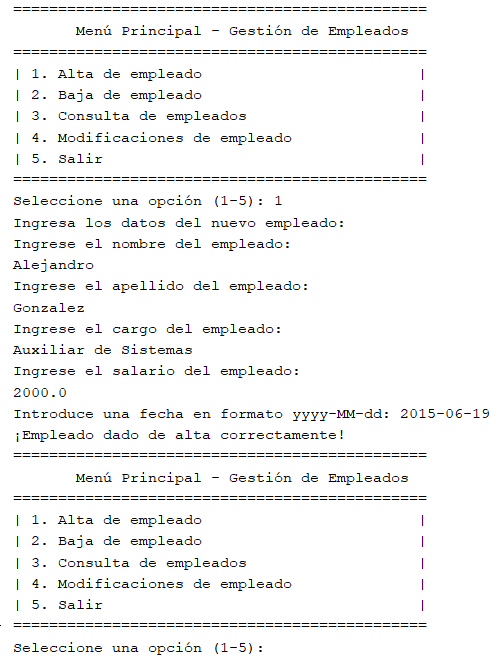 ==============================================
       Menú Principal - Gestión de Empleados
==============================================
| 1. Alta de empleado                        |
| 2. Baja de empleado                        |
| 3. Consulta de empleados                   |
| 4. Modificaciones de empleado              |
| 5. Salir                                   |
==============================================
Seleccione una opción (1-5): 1
Ingresa los datos del nuevo empleado:
Ingrese el nombre del empleado:
Alejandro
Ingrese el apellido del empleado:
Gonzalez
Ingrese el cargo del empleado:
Auxiliar de Sistemas
Ingrese el salario del empleado:
2000.0
Introduce una fecha en formato yyyy-MM-dd: 2015-06-19
¡Empleado dado de alta correctamente!
==============================================
       Menú Principal - Gestión de Empleados
==============================================
| 1. Alta de empleado                        |
| 2. Baja de empleado                        |
| 3. Consulta de empleados                   |
| 4. Modificaciones de empleado              |
| 5. Salir                                   |
==============================================
Seleccione una opción (1-5):